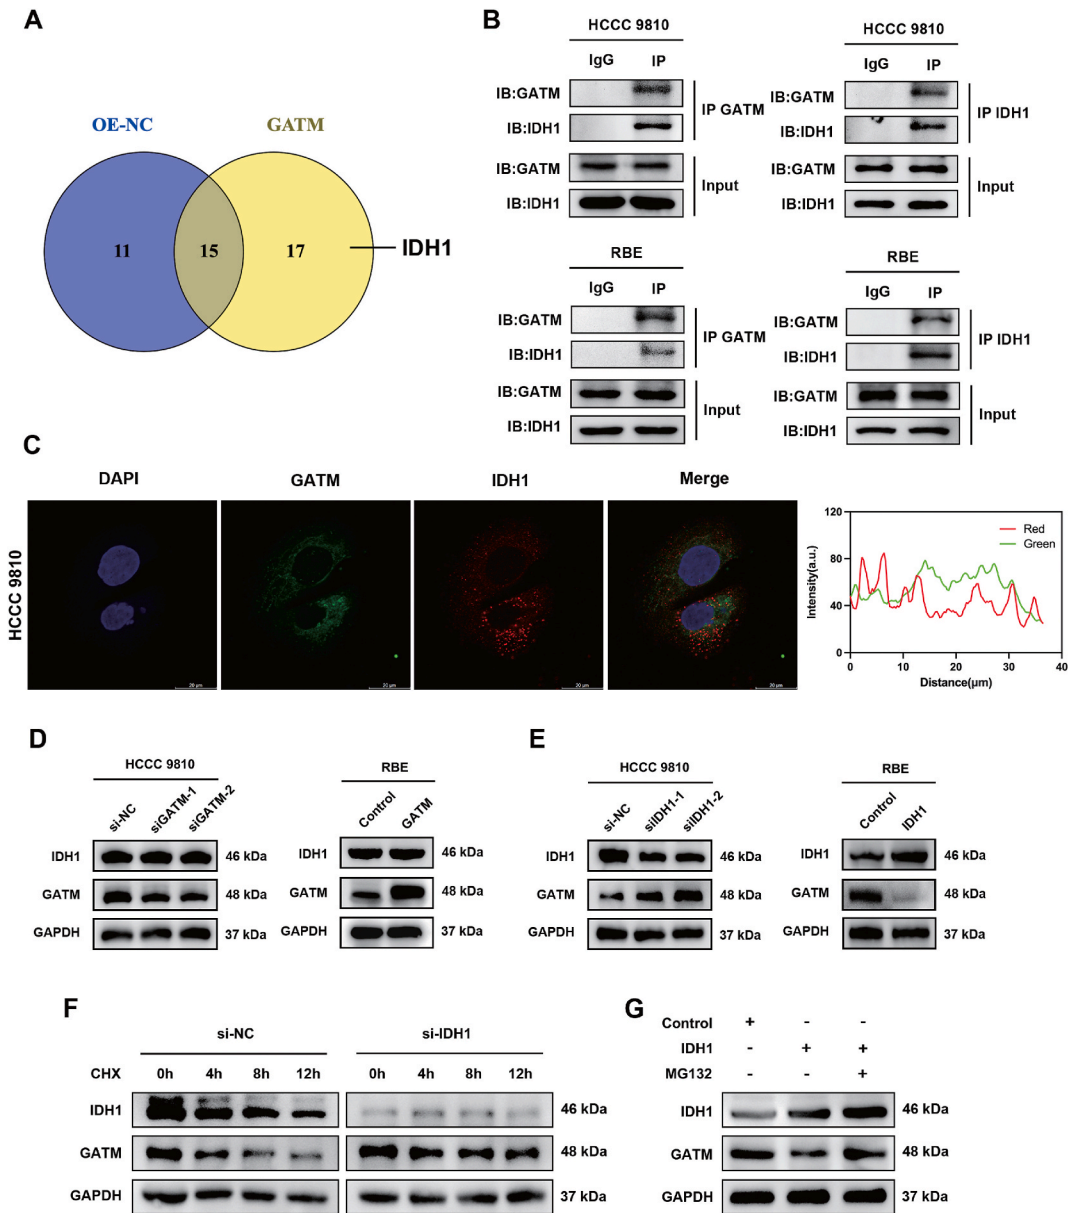 A
OE-NC
GATM
11
15
17
IDH1
B
HCCC 9810
IgG
IP
IB:GATM
IB:IDH1
IP GATM
IB:GATM
IB:IDH1
Input
HCCC 9810
IgG
IP
IB:GATM
IB:IDH1
IP IDH1
IB:GATM
IB:IDH1
Input
RBE
IgG
IP
IB:GATM
IB:IDH1
IP GATM
IB:GATM
IB:IDH1
Input
RBE
IgG
IP
IB:GATM
IB:IDH1
IP IDH1
IB:GATM
IB:IDH1
Input
C
DAPI
GATM
IDH1
Merge
HCCC 9810
20 μm
20 μm
20 μm
20 μm
Intensity(a.u.)
120
80
40
0
0
10
20
30
40
Distance(μm)
Red
Green
D
HCCC 9810
si-NC
siGATM-1
siGATM-2
IDH1
46 kDa
GATM
48 kDa
GAPDH
37 kDa
RBE
Control
GATM
IDH1
46 kDa
GATM
48 kDa
GAPDH
37 kDa
E
HCCC 9810
si-NC
siIDH1-1
siIDH1-2
IDH1
46 kDa
GATM
48 kDa
GAPDH
37 kDa
RBE
Control
IDH1
IDH1
46 kDa
GATM
48 kDa
GAPDH
37 kDa
F
si-NC
si-IDH1
CHX 0h 4h 8h 12h 0h 4h 8h 12h
IDH1
46 kDa
GATM
48 kDa
GAPDH
37 kDa
G
Control + - -
IDH1 - + +
MG132 - - +
IDH1
46 kDa
GATM
48 kDa
GAPDH
37 kDa